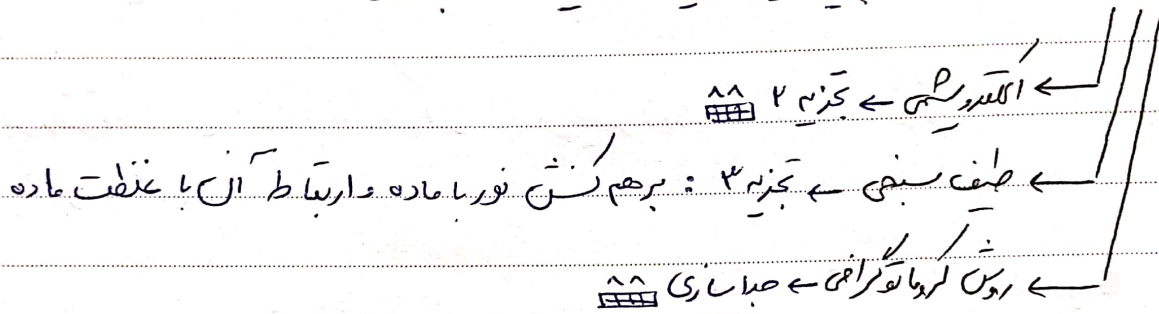 ← الکتروشیمی ← تجزیه ۲
← طیف سنجی ← تجزیه ۳ : برهم کنش نور با ماده و ارتباط آن با غلظت ماده
← روش کروماتوگرافی ← جداسازی